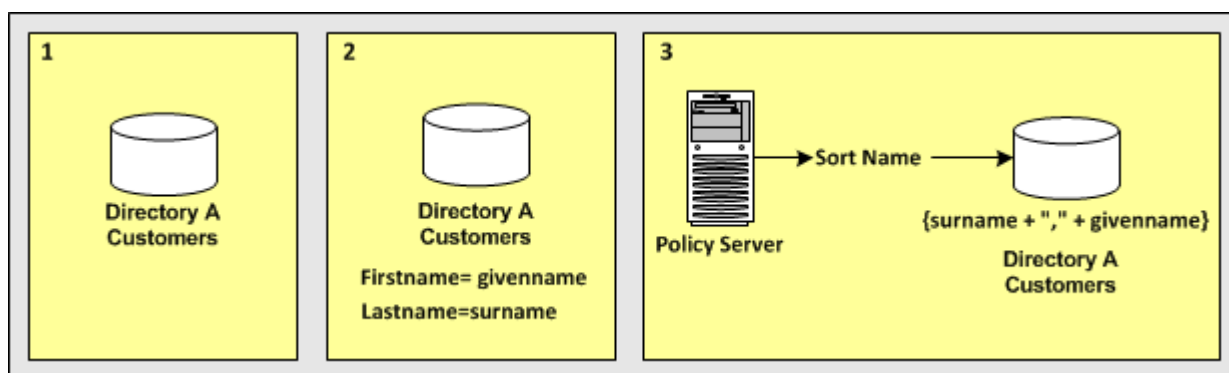 1
Directory A
Customers
2
Directory A
Customers
Firstname= givenname
Lastname=surname
3
Policy Server
Sort Name
{surname + "," + givenname}
Directory A
Customers